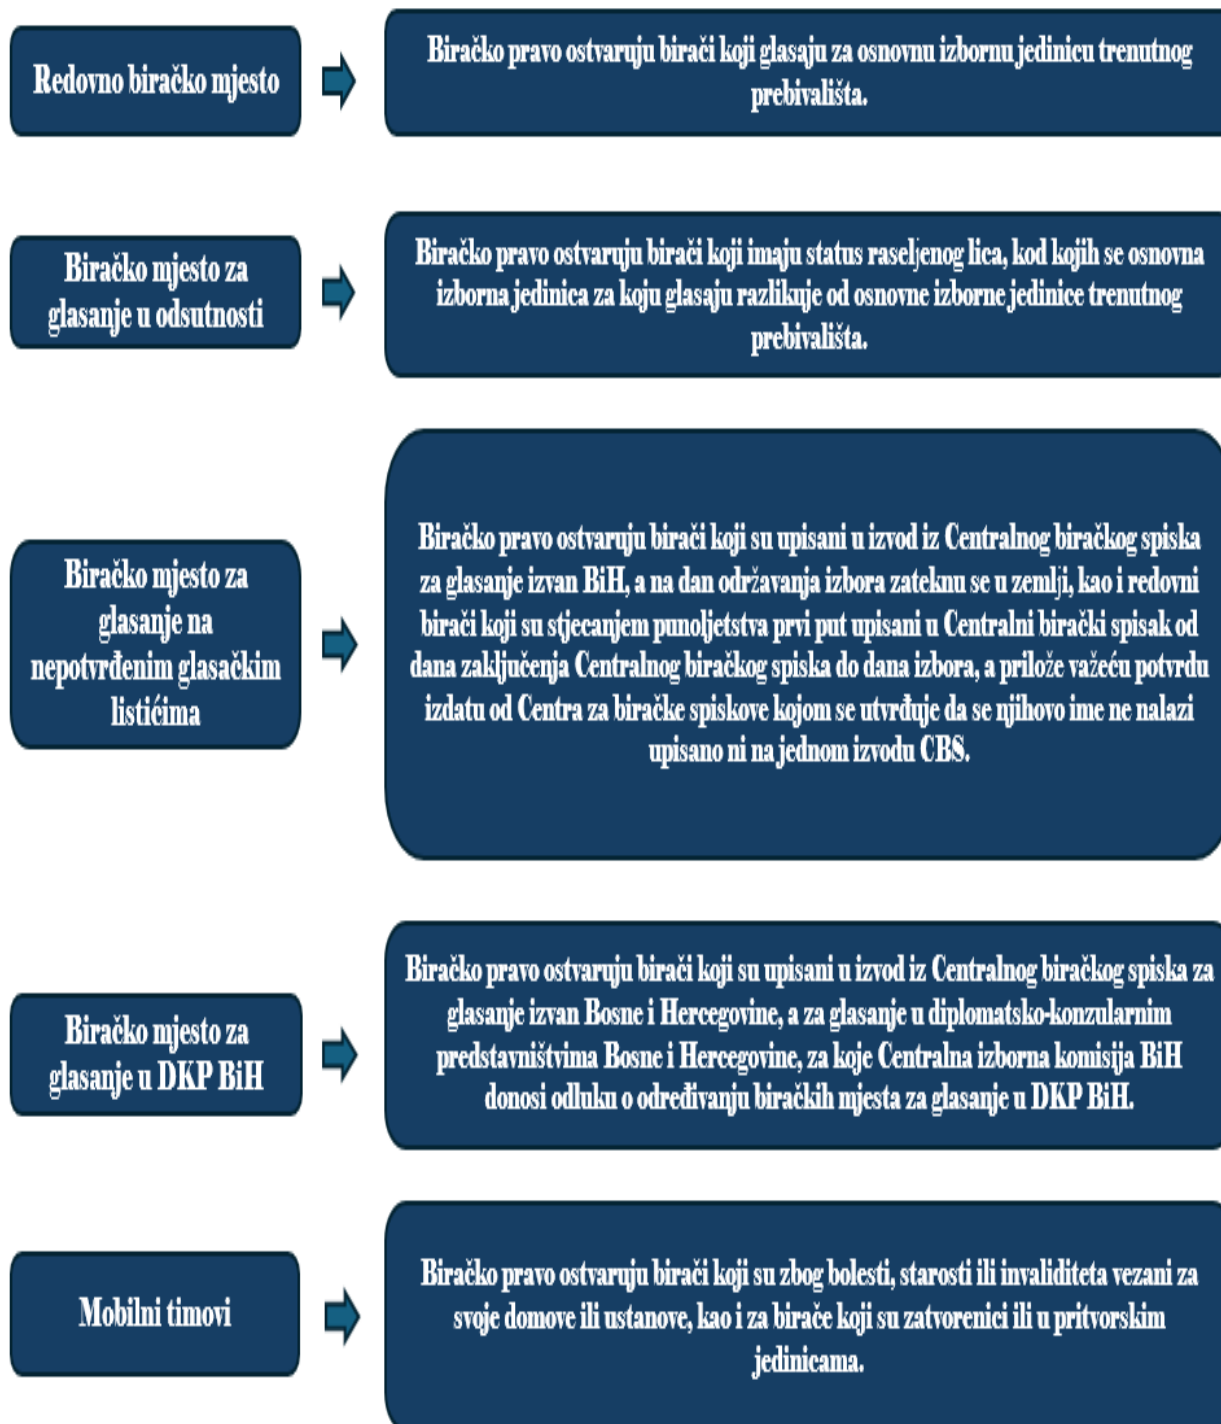 Redovno biračko mjesto
Biračko pravo ostvaruju birači koji glasaju za osnovnu izbornu jedinicu trenutnog
prebivališta.
Biračko mjesto za
glasanje u odsutnosti
Biračko pravo ostvaruju birači koji imaju status raseljenog lica, kod kojih se osnovna
izborna jedinica za koju glasaju razlikuje od osnovne izborne jedinice trenutnog
prebivališta.
Biračko mjesto za
glasanje na
nepotvrđenim glasačkim
listićima
Biračko pravo ostvaruju birači koji su upisani u izvod iz Centralnog biračkog spiska
za glasanje izvan BiH, a na dan održavanja izbora zateknu se u zemlji, kao i redovni
birači koji su stjecanjem punoljetstva prvi put upisani u Centralni birački spisak od
dana zaključenja Centralnog biračkog spiska do dana izbora, a prilože važeću potvrdu
izdatu od Centra za biračke spiskove kojom se utvrđuje da se njihovo ime ne nalazi
upisano ni na jednom izvodu CBS.
Biračko mjesto za
glasanje u DKP BiH
Biračko pravo ostvaruju birači koji su upisani u izvod iz Centralnog biračkog spiska za
glasanje izvan Bosne i Hercegovine, a za glasanje u diplomatsko-konzularnim
predstavništvima Bosne i Hercegovine, za koje Centralna izborna komisija BiH
donosi odluku o određivanju biračkih mjesta za glasanje u DKP BiH.
Mobilni timovi
Biračko pravo ostvaruju birači koji su zbog bolesti, starosti ili invaliditeta vezani za
svoje domove ili ustanove, kao i za birače koji su zatvorenici ili u pritvorskim
jedinicama.